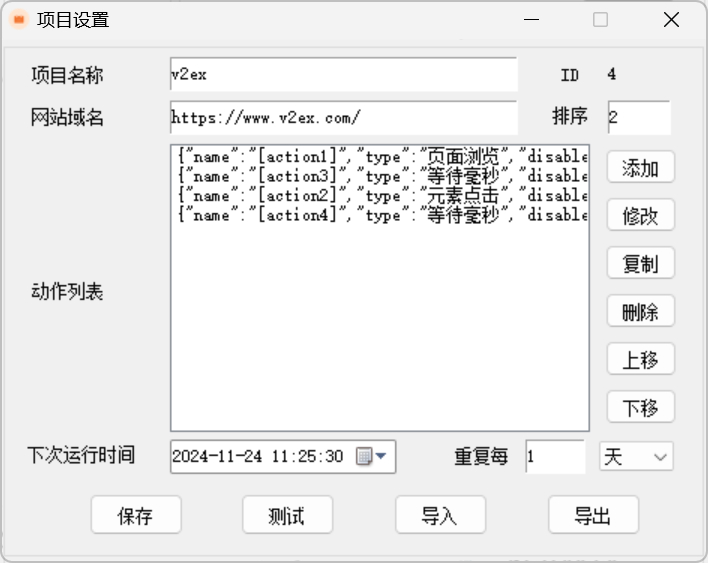 项目设置
项目名称 v2ex ID 4
网站域名 https://www.v2ex.com/ 排序 2
{"name":"[action1]","type":"页面浏览","disable
{"name":"[action3]","type":"等待毫秒","disable
{"name":"[action2]","type":"元素点击","disable
{"name":"[action4]","type":"等待毫秒","disable
动作列表
添加
修改
复制
删除
上移
下移
下次运行时间 2024-11-24 11:25:30 重复每 1 天
保存 测试 导入 导出